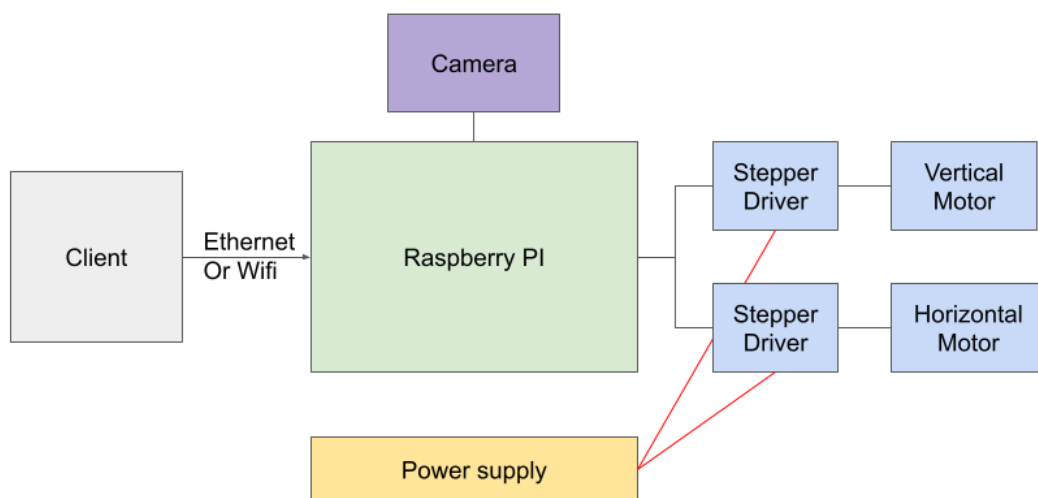 Camera
Client
Ethernet
Or Wifi
Raspberry PI
Stepper
Driver
Vertical
Motor
Stepper
Driver
Horizontal
Motor
Power supply